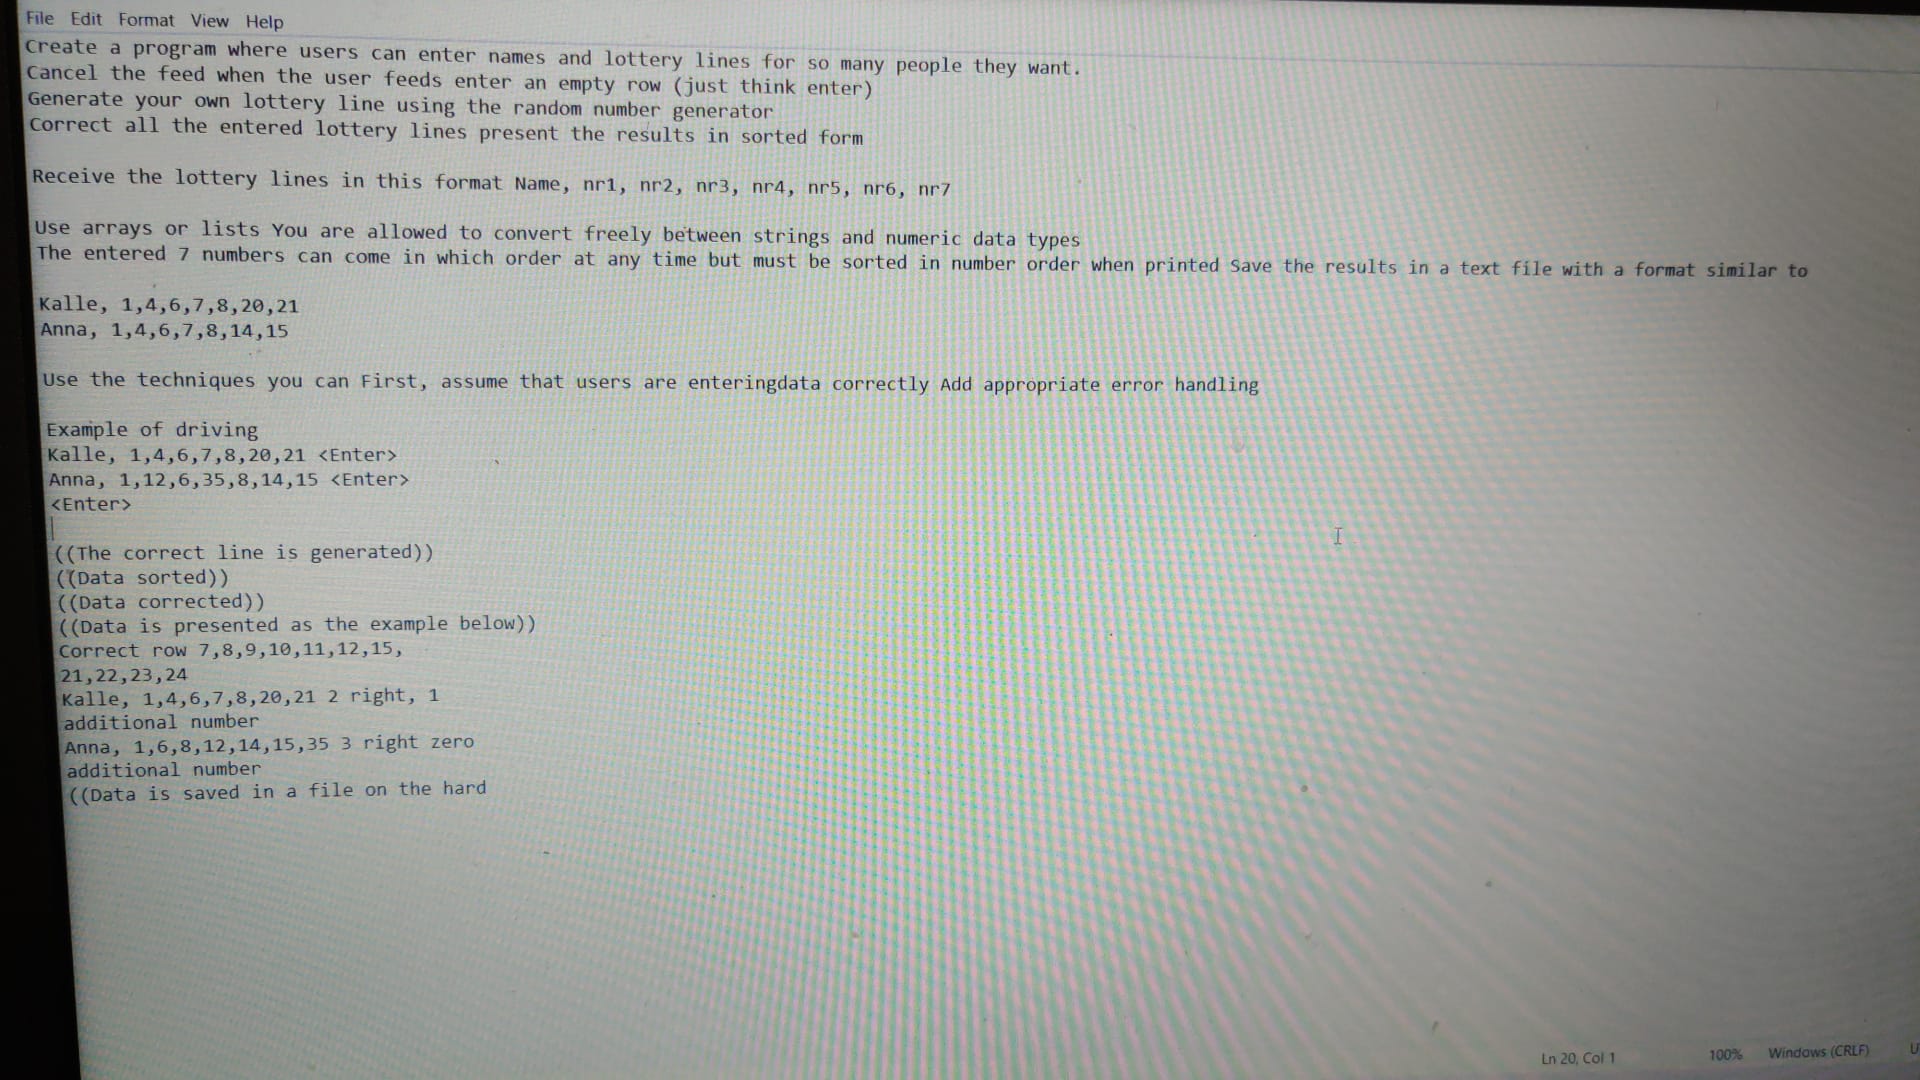 File Edit Format View Help
Create a program where users can enter names and lottery lines for so many people they want.
Cancel the feed when the user feeds enter an empty row (just think enter)
Generate your own lottery line using the random number generator
Correct all the entered lottery lines present the results in sorted form
Receive the lottery lines in this format Name, nr1, nr2, nr3, nr4, nr5, nr6, nr7
Use arrays or lists You are allowed to convert freely between strings and numeric data types
The entered 7 numbers can come in which order at any time but must be sorted in number order when printed Save the results in a text file with a format similar to
Kalle, 1,4,6,7,8,20,21
Anna, 1,4,6,7,8,14,15
Use the techniques you can First, assume that users are enteringdata correctly Add appropriate error handling
Example of driving
Kalle, 1,4,6,7,8,20,21 <Enter>
Anna, 1,12,6,35,8,14,15 <Enter>
<Enter>
((The correct line is generated))
((Data sorted))
((Data corrected))
((Data is presented as the example below))
Correct row 7,8,9,10,11,12,15,
21,22,23,24
Kalle, 1,4,6,7,8,20,21 2 right, 1
additional number
Anna, 1,6,8,12,14,15,35 3 right zero
additional number
((Data is saved in a file on the hard
Ln 20, Col 1 100% Windows (CRLF) U